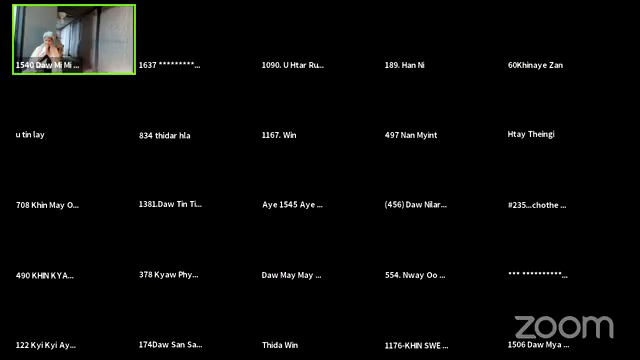 1540 Daw Mi Mi ...
1637 *********...
1090. U Htar Ru...
189. Han Ni
60Khinaye Zan
u tin lay
834 thidar hla
1167. Win
497 Nan Myint
Htay Theingi
708 Khin May O...
1381.Daw Tin Ti...
Aye 1545 Aye ...
(456) Daw Nilar...
#235...chothe ...
490 KHIN KYA...
378 Kyaw Phy...
Daw May May ...
554. Nway Oo ...
*** **********...
122 Kyi Kyi Ay...
174Daw San Sa...
Thida Win
1176-KHIN SWE ...
1506 Daw Mya ...
zoom